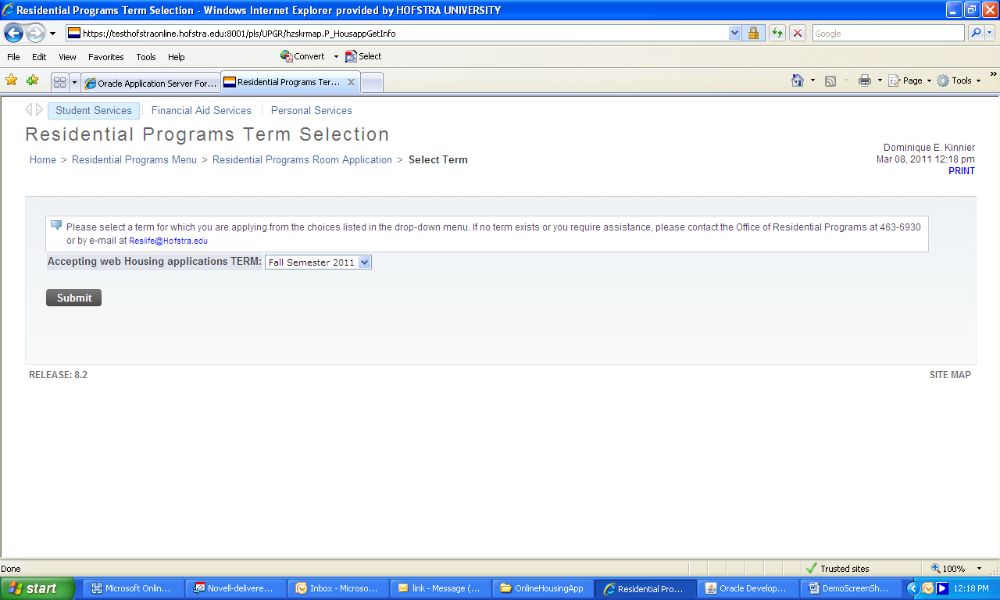 Residential Programs Term Selection - Windows Internet Explorer provided by HOFSTRA UNIVERSITY
https://testhofstraonline.hofstra.edu:8001/pls/UPGR/hzskrmap.P_HousappGetInfo
Google
File Edit View Favorites Tools Help
Convert Select
Oracle Application Server For...
Residential Programs Ter...
Page Tools
Student Services
Financial Aid Services
Personal Services
Residential Programs Term Selection
Home > Residential Programs Menu > Residential Programs Room Application > Select Term
Dominique E. Kinnier
Mar 08, 2011 12:18 pm
PRINT
Please select a term for which you are applying from the choices listed in the drop-down menu. If no term exists or you require assistance, please contact the Office of Residential Programs at 463-6930
or by e-mail at Reslife@Hofstra.edu
Accepting web Housing applications TERM: Fall Semester 2011
Submit
RELEASE: 8.2
SITE MAP
Done
Trusted sites
100%
start
Microsoft Onlin...
Novell-delivere...
Inbox - Microso...
link - Message (...
OnlineHousingApp
Residential Pro...
Oracle Develop...
DemoScreenSh...
12:18 PM